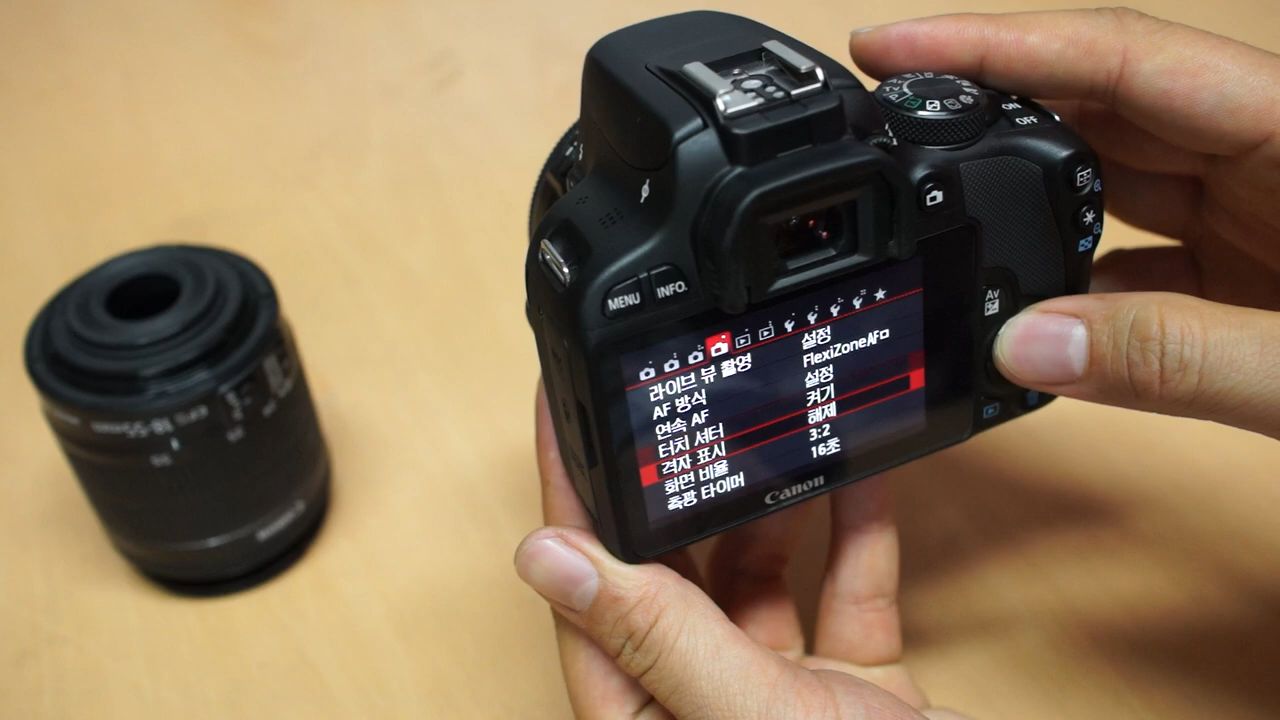 ON
OFF
MENU INFO.
Av
라이브 뷰 촬영 설정
AF 방식 FlexiZoneAF
연속 AF 설정
터치 셔터 켜기
격자 표시 해제
화면 비율 3:2
측광 타이머 16초
Canon
18-55mm